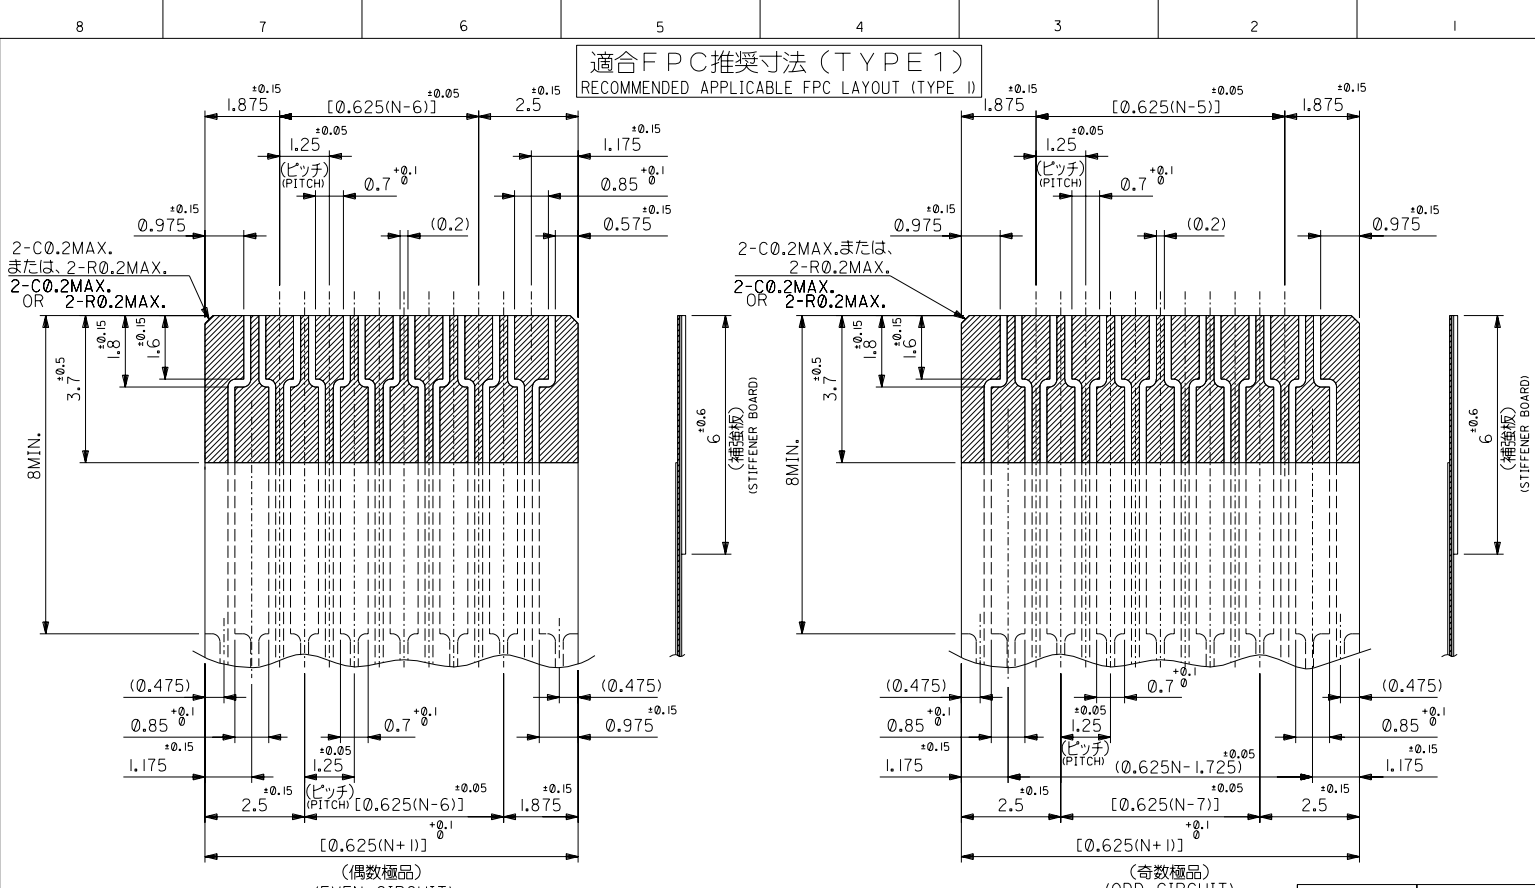 8 7 6 5 4 3 2 1
適合FPC推奨寸法(TYPE1)
RECOMMENDED APPLICABLE FPC LAYOUT (TYPE I)
±0.15 ±0.05 ±0.15
1.875 [0.625(N-6)] 2.5
±0.05
1.25
(ピッチ)
(PITCH)
±0.15
1.175
0.7 +0.1 0
0.85 +0.1 0
±0.15
0.975
(0.2)
±0.15
0.575
2-C0.2MAX.
または、2-R0.2MAX.
2-C0.2MAX.
OR 2-R0.2MAX.
8MIN.
3.7 ±0.5
1.8 ±0.15
1.6 ±0.15
6 ±0.6
(補強板)
(STIFFENER BOARD)
(0.475) (0.475)
0.85 +0.1 0
0.7 +0.1 0
0.975 ±0.15
1.175 ±0.15
1.25 ±0.05
(ピッチ)
(PITCH)
2.5 ±0.15
[0.625(N-6)] ±0.05
1.875 ±0.15
[0.625(N+1)] +0.1 0
(偶数極品)
(EVEN CIRCUIT)
±0.15 ±0.05 ±0.15
1.875 [0.625(N-5)] 1.875
±0.05
1.25
(ピッチ)
(PITCH)
0.7 +0.1 0
±0.15
0.975
(0.2)
±0.15
0.975
2-C0.2MAX.または、
2-R0.2MAX.
2-C0.2MAX.
OR 2-R0.2MAX.
8MIN.
3.7 ±0.5
1.8 ±0.15
1.6 ±0.15
6 ±0.6
(補強板)
(STIFFENER BOARD)
(0.475) (0.475)
0.7 +0.1 0
0.85 +0.1 0
1.25 ±0.05
(ピッチ)
(PITCH)
0.85 +0.1 0
1.175 ±0.15
(0.625N-1.725)
1.175 ±0.15
2.5 ±0.15
[0.625(N-7)] ±0.05
2.5 ±0.15
[0.625(N+1)] +0.1 0
(奇数極品)
(ODD CIRCUIT)